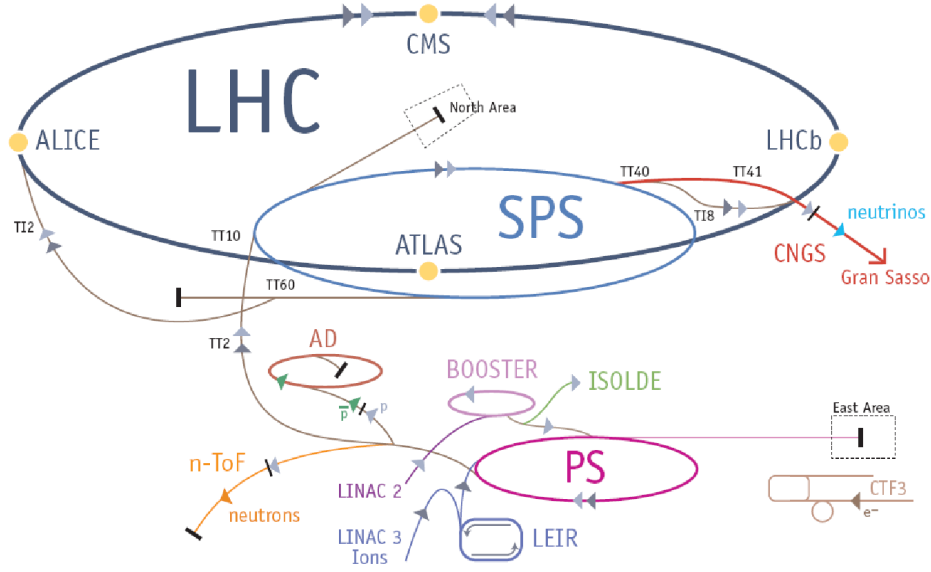 CMS
LHC
North Area
ALICE
LHCb
TT40
TT41
SPS
TI8
neutrinos
TI2
TT10
ATLAS
CNGS
Gran Sasso
TT60
TT2
AD
BOOSTER
ISOLDE
p
p
East Area
n-ToF
PS
LINAC 2
CTF3
neutrons
e⁻
LINAC 3
Ions
LEIR